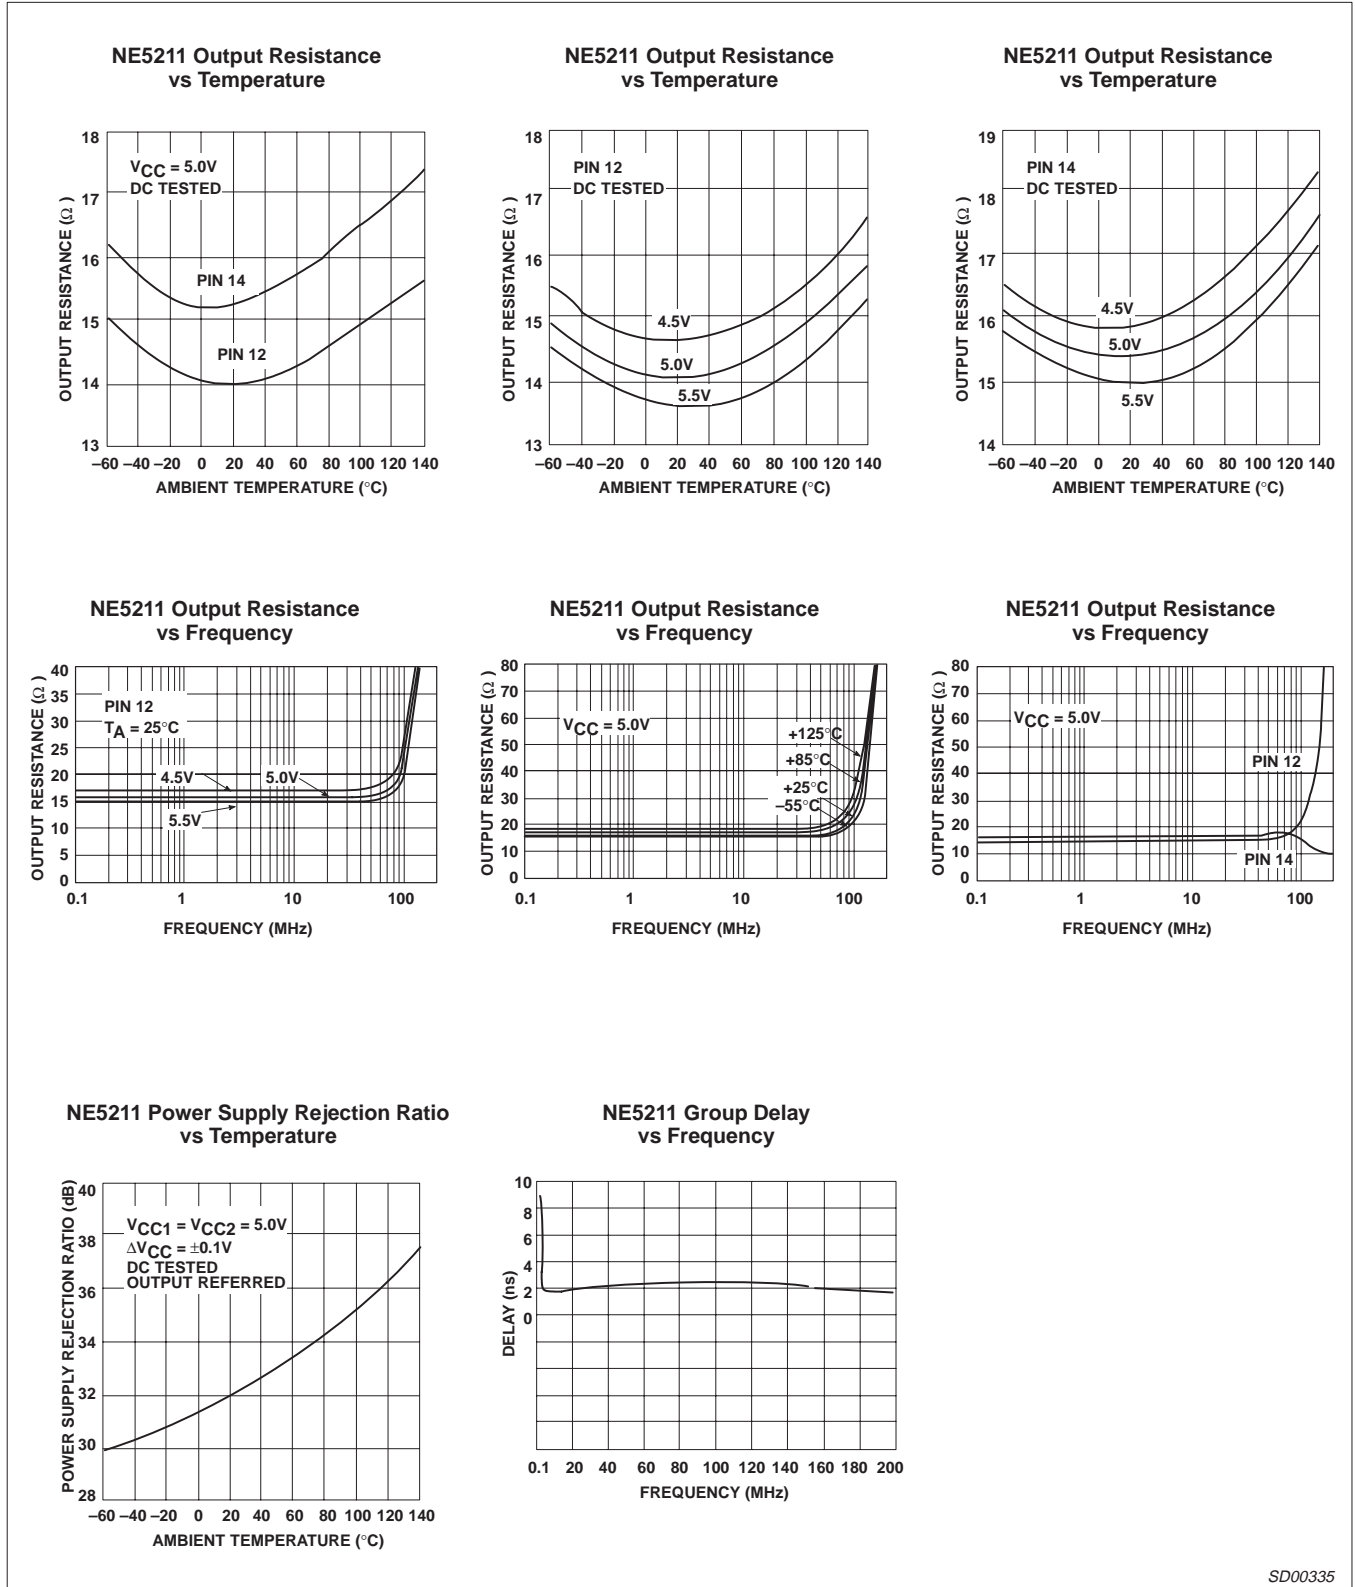 NE5211 Output Resistance
vs Temperature
18
17
16
15
14
13
OUTPUT RESISTANCE (Ω)
VCC = 5.0V
DC TESTED
PIN 14
PIN 12
–60 –40 –20 0 20 40 60 80 100 120 140
AMBIENT TEMPERATURE (°C)
NE5211 Output Resistance
vs Temperature
18
17
16
15
14
13
OUTPUT RESISTANCE (Ω)
PIN 12
DC TESTED
4.5V
5.0V
5.5V
–60 –40 –20 0 20 40 60 80 100 120 140
AMBIENT TEMPERATURE (°C)
NE5211 Output Resistance
vs Temperature
19
18
17
16
15
14
OUTPUT RESISTANCE (Ω)
PIN 14
DC TESTED
4.5V
5.0V
5.5V
–60 –40 –20 0 20 40 60 80 100 120 140
AMBIENT TEMPERATURE (°C)
NE5211 Output Resistance
vs Frequency
40
35
30
25
20
15
10
5
0
OUTPUT RESISTANCE (Ω)
PIN 12
TA = 25°C
4.5V 5.0V
5.5V
0.1 1 10 100
FREQUENCY (MHz)
NE5211 Output Resistance
vs Frequency
80
70
60
50
40
30
20
10
0
OUTPUT RESISTANCE (Ω)
VCC = 5.0V
+125°C
+85°C
+25°C
–55°C
0.1 1 10 100
FREQUENCY (MHz)
NE5211 Output Resistance
vs Frequency
80
70
60
50
40
30
20
10
0
OUTPUT RESISTANCE (Ω)
VCC = 5.0V
PIN 12
PIN 14
0.1 1 10 100
FREQUENCY (MHz)
NE5211 Power Supply Rejection Ratio
vs Temperature
40
38
36
34
32
30
28
POWER SUPPLY REJECTION RATIO (dB)
VCC1 = VCC2 = 5.0V
ΔVCC = ±0.1V
DC TESTED
OUTPUT REFERRED
–60 –40 –20 0 20 40 60 80 100 120 140
AMBIENT TEMPERATURE (°C)
NE5211 Group Delay
vs Frequency
10
8
6
4
2
0
DELAY (ns)
0.1 20 40 60 80 100 120 140 160 180 200
FREQUENCY (MHz)
SD00335